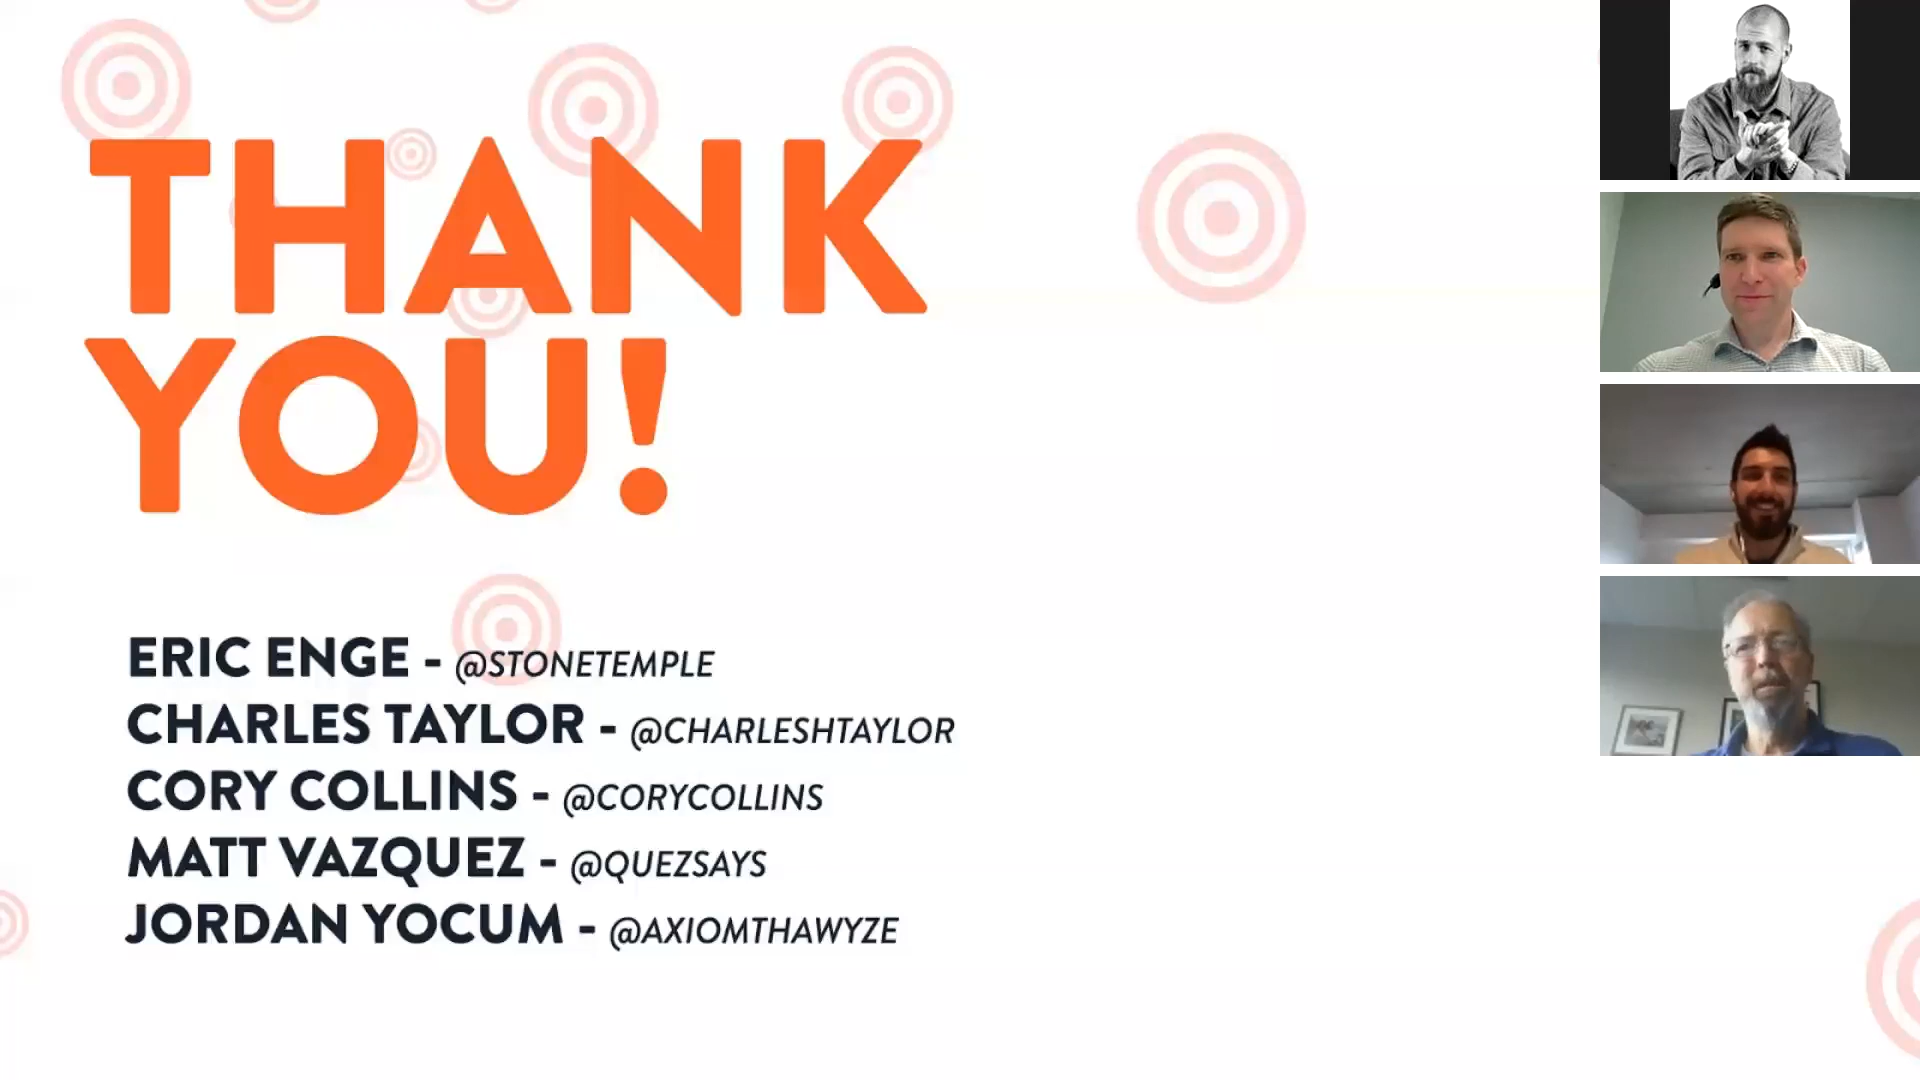 THANK
YOU!
ERIC ENGE - @STONETEMPLE
CHARLES TAYLOR - @CHARLESHTAYLOR
CORY COLLINS - @CORYCOLLINS
MATT VAZQUEZ - @QUEZSAYS
JORDAN YOCUM - @AXIOMTHAWYZE